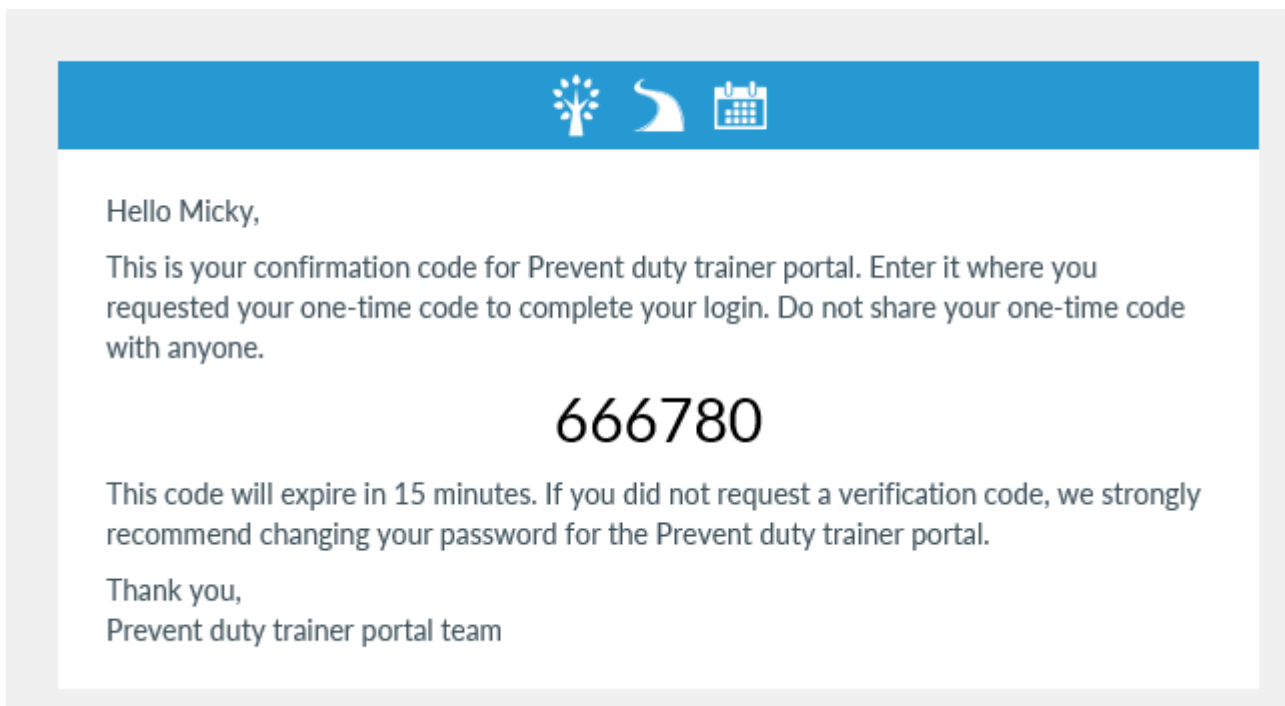 Hello Micky,
This is your confirmation code for Prevent duty trainer portal. Enter it where you
requested your one-time code to complete your login. Do not share your one-time code
with anyone.
666780
This code will expire in 15 minutes. If you did not request a verification code, we strongly
recommend changing your password for the Prevent duty trainer portal.
Thank you,
Prevent duty trainer portal team